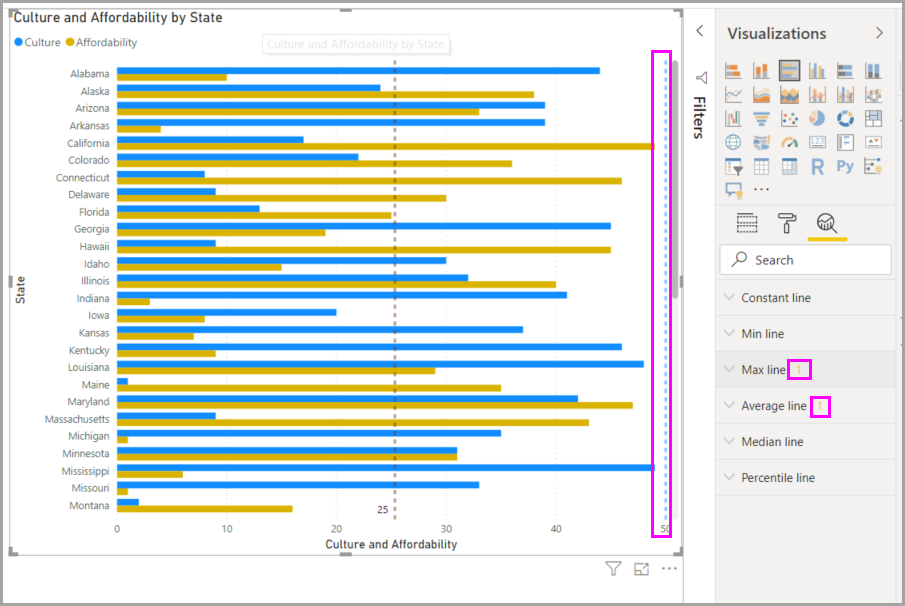 Culture and Affordability by State
Culture Affordability
Culture and Affordability by State
Alabama
Alaska
Arizona
Arkansas
California
Colorado
Connecticut
Delaware
Florida
Georgia
Hawaii
Idaho
Illinois
Indiana
Iowa
Kansas
Kentucky
Louisiana
Maine
Maryland
Massachusetts
Michigan
Minnesota
Mississippi
Missouri
Montana
State
25
0 10 20 30 40 50
Culture and Affordability
Filters
Visualizations
123
R Py
Search
Constant line
Min line
Max line 1
Average line 1
Median line
Percentile line